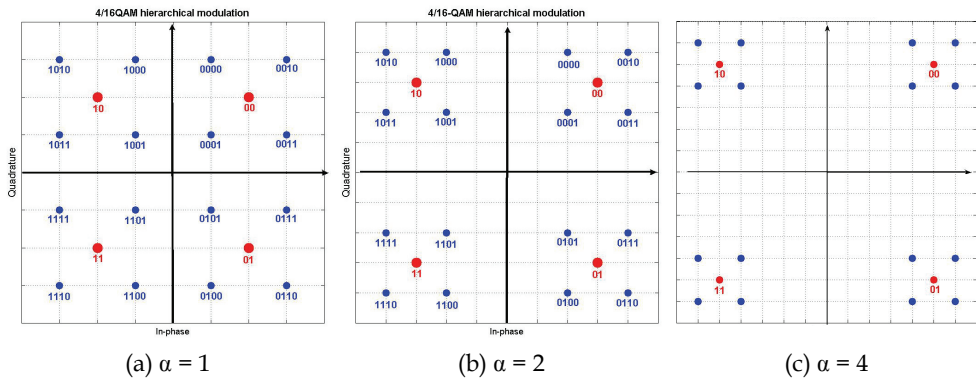 4/16QAM hierarchical modulation
1010 1000 0000 0010
10 00
1011 1001 0001 0011
Quadrature
1111 1101 0101 0111
11 01
1110 1100 0100 0110
In-phase
(a) α = 1
4/16-QAM hierarchical modulation
1010 1000 0000 0010
10 00
1011 1001 0001 0011
Quadrature
1111 1101 0101 0111
11 01
1110 1100 0100 0110
In-phase
(b) α = 2
10 00
11 01
(c) α = 4